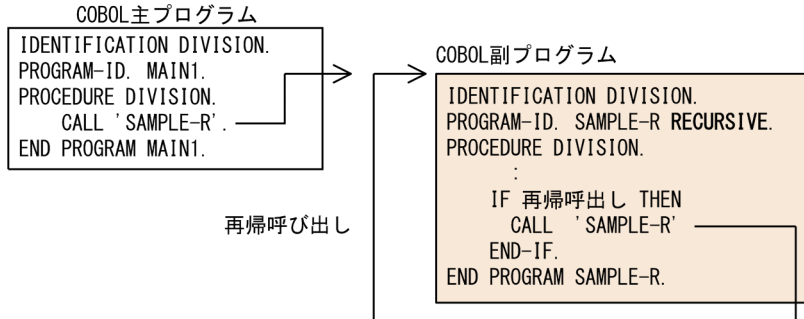 COBOL主プログラム
IDENTIFICATION DIVISION.
PROGRAM-ID. MAIN1.
PROCEDURE DIVISION.
CALL 'SAMPLE-R'.
END PROGRAM MAIN1.
COBOL副プログラム
IDENTIFICATION DIVISION.
PROGRAM-ID. SAMPLE-R RECURSIVE.
PROCEDURE DIVISION.
:
IF 再帰呼出し THEN
CALL 'SAMPLE-R'
END-IF.
END PROGRAM SAMPLE-R.
再帰呼び出し